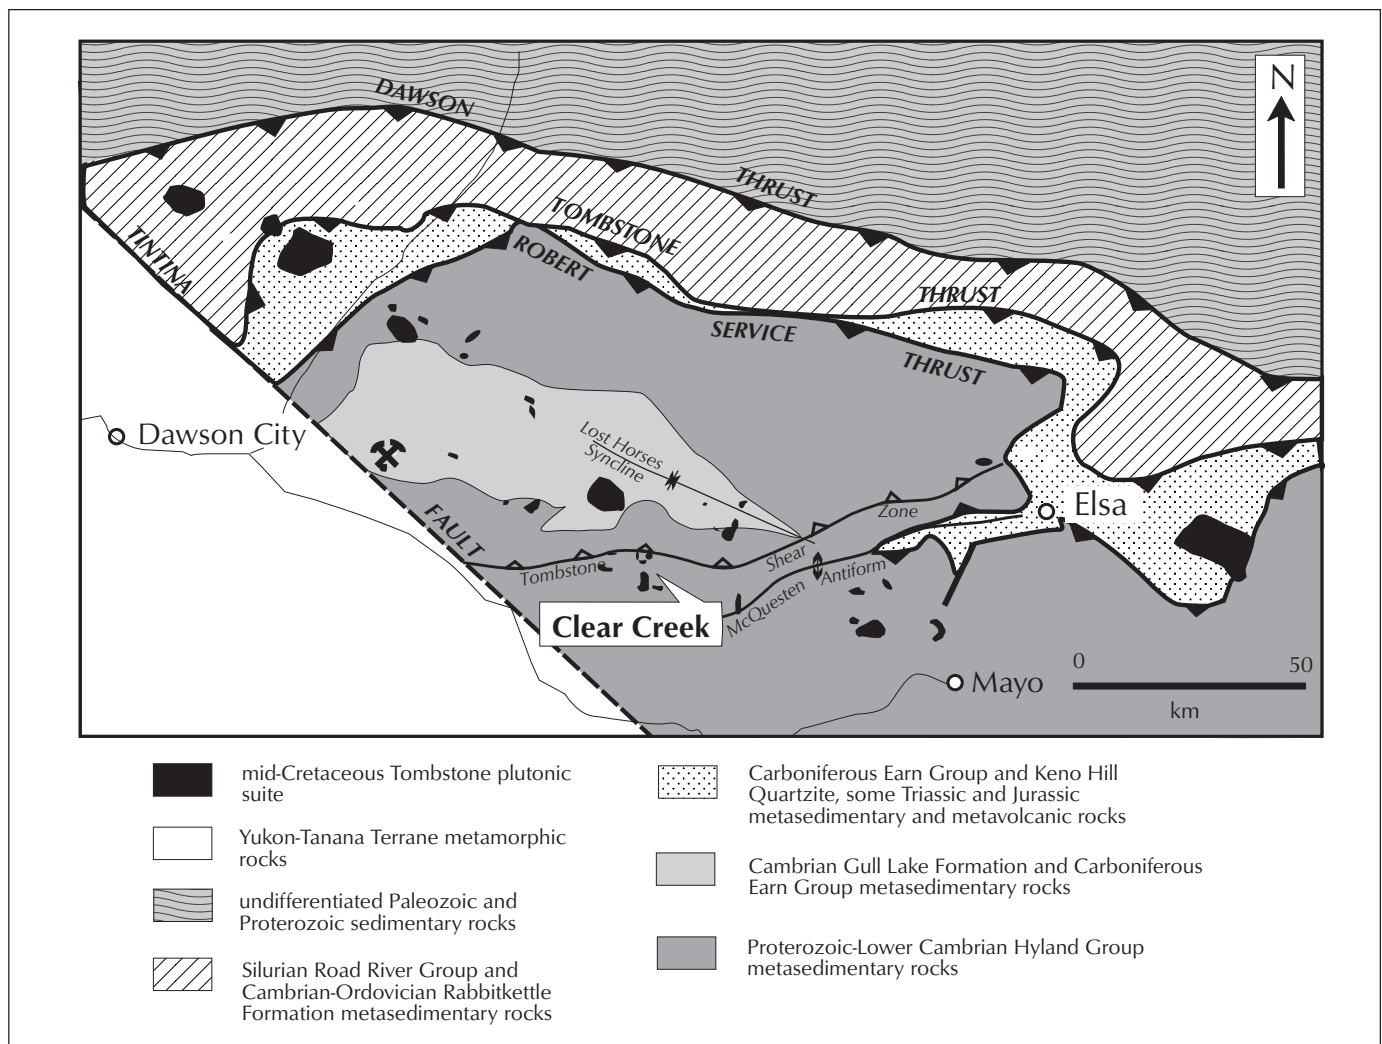 N
DAWSON
THRUST
TOMBSTONE
THRUST
TINTINA
FAULT
ROBERT
SERVICE
THRUST
Dawson City
Lost Horses
Syncline
Elsa
Tombstone
Shear
Zone
McQuesten
Antiform
Clear Creek
Mayo
0
50
km
mid-Cretaceous Tombstone plutonic
suite
Yukon-Tanana Terrane metamorphic
rocks
undifferentiated Paleozoic and
Proterozoic sedimentary rocks
Silurian Road River Group and
Cambrian-Ordovician Rabbitkettle
Formation metasedimentary rocks
Carboniferous Earn Group and Keno Hill
Quartzite, some Triassic and Jurassic
metasedimentary and metavolcanic rocks
Cambrian Gull Lake Formation and Carboniferous
Earn Group metasedimentary rocks
Proterozoic-Lower Cambrian Hyland Group
metasedimentary rocks